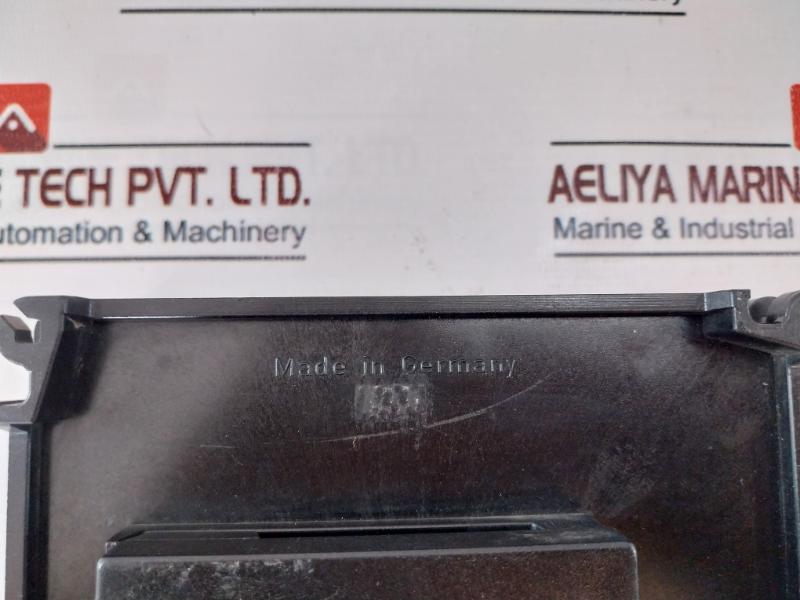 E TECH PVT. LTD.
utomation & Machinery
AELIYA MARIN
Marine & Industrial
Made in Germany